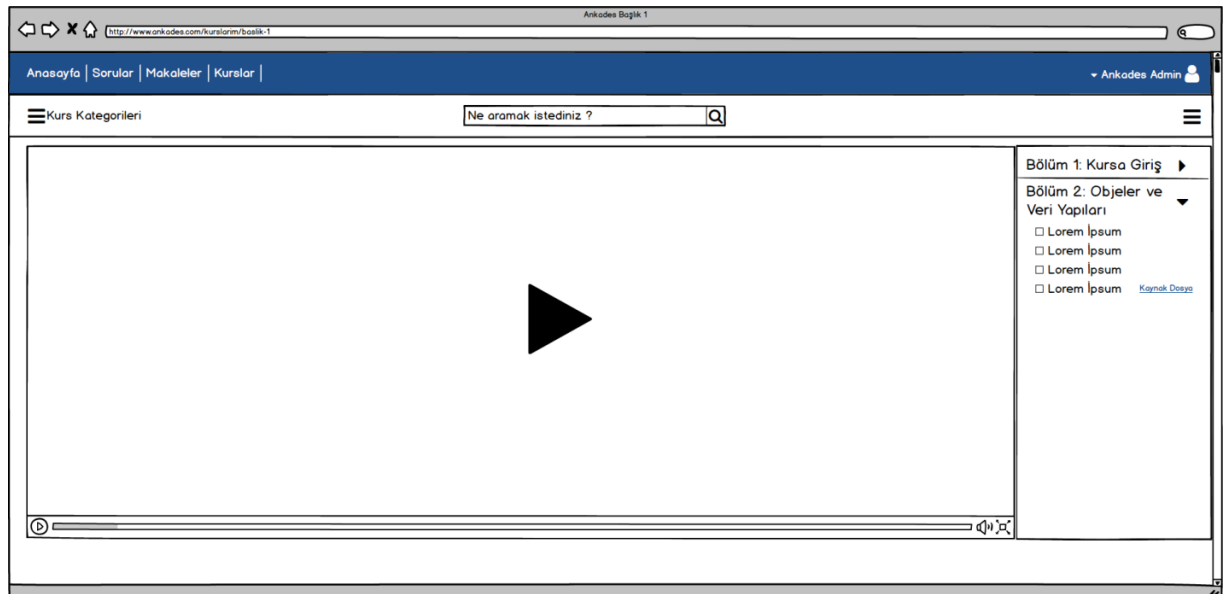 Ankades Başlık 1
http://www.ankades.com/kurslarim/baslik-1
Anasayfa | Sorular | Makaleler | Kurslar |
Ankades Admin
Kurs Kategorileri
Ne aramak istediniz ?
Bölüm 1: Kursa Giriş
Bölüm 2: Objeler ve
Veri Yapıları
Lorem İpsum
Lorem İpsum
Lorem İpsum
Lorem İpsum Kaynak Dosya